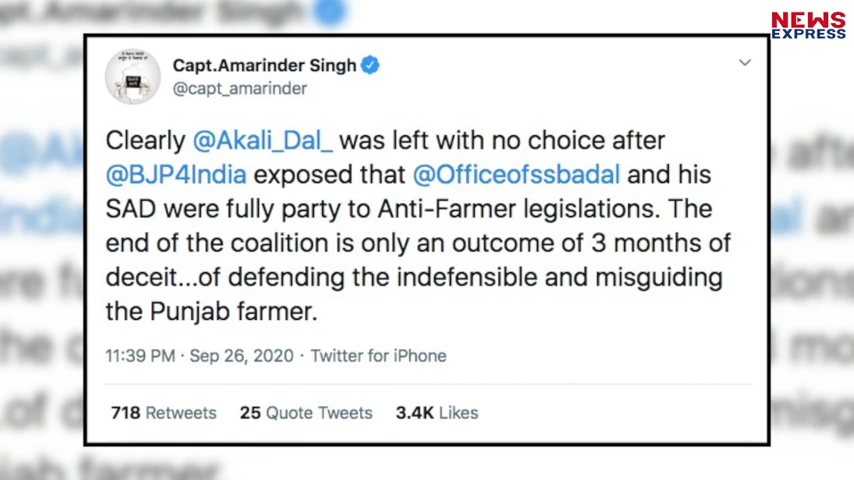 NEWS
EXPRESS
Capt.Amarinder Singh
@capt_amarinder
Clearly @Akali_Dal_ was left with no choice after
@BJP4India exposed that @Officeofssbadal and his
SAD were fully party to Anti-Farmer legislations. The
end of the coalition is only an outcome of 3 months of
deceit...of defending the indefensible and misguiding
the Punjab farmer.
11:39 PM · Sep 26, 2020 · Twitter for iPhone
718 Retweets 25 Quote Tweets 3.4K Likes